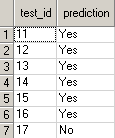 test_id prediction
1 11 Yes
2 12 Yes
3 13 Yes
4 14 Yes
5 15 Yes
6 16 Yes
7 17 No